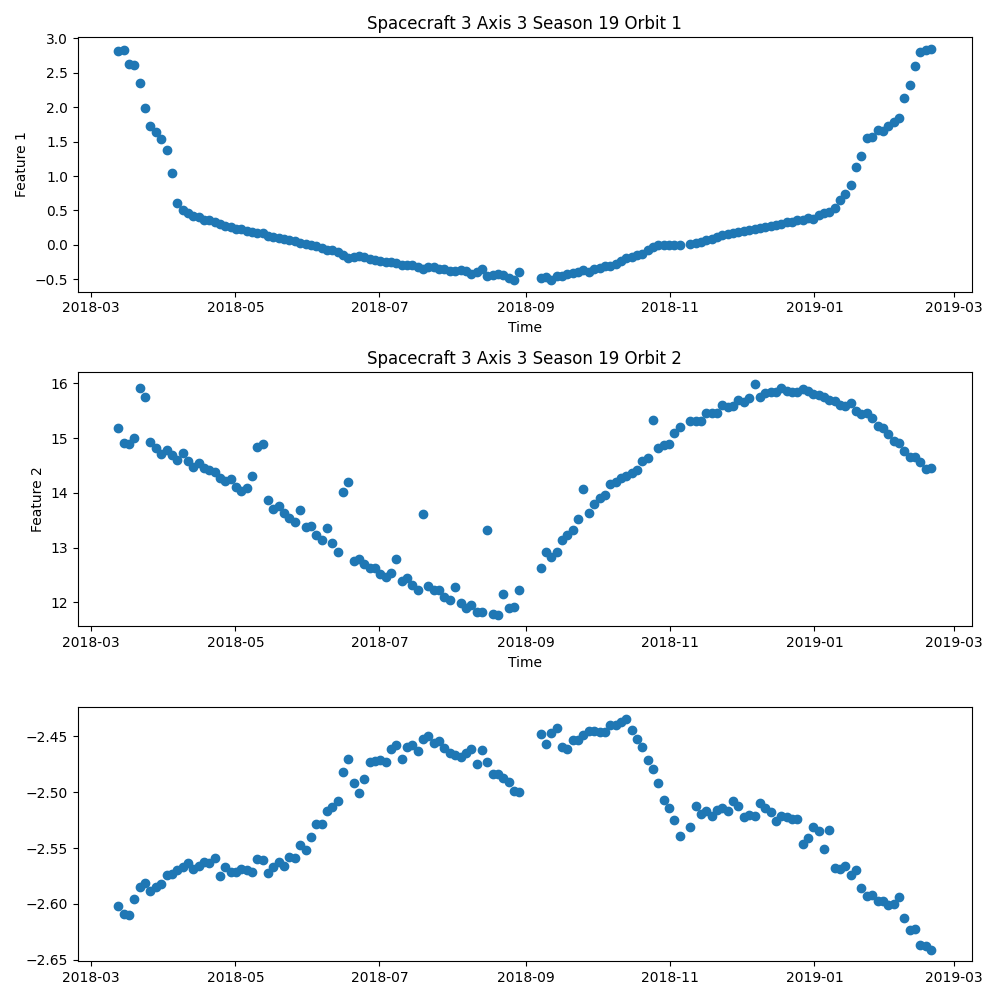 Spacecraft 3 Axis 3 Season 19 Orbit 1
3.0
2.5
2.0
1.5
1.0
0.5
0.0
−0.5
Feature 1
2018-03 2018-05 2018-07 2018-09 2018-11 2019-01 2019-03
Time
Spacecraft 3 Axis 3 Season 19 Orbit 2
16
15
14
13
12
Feature 2
2018-03 2018-05 2018-07 2018-09 2018-11 2019-01 2019-03
Time
−2.45
−2.50
−2.55
−2.60
−2.65
2018-03 2018-05 2018-07 2018-09 2018-11 2019-01 2019-03